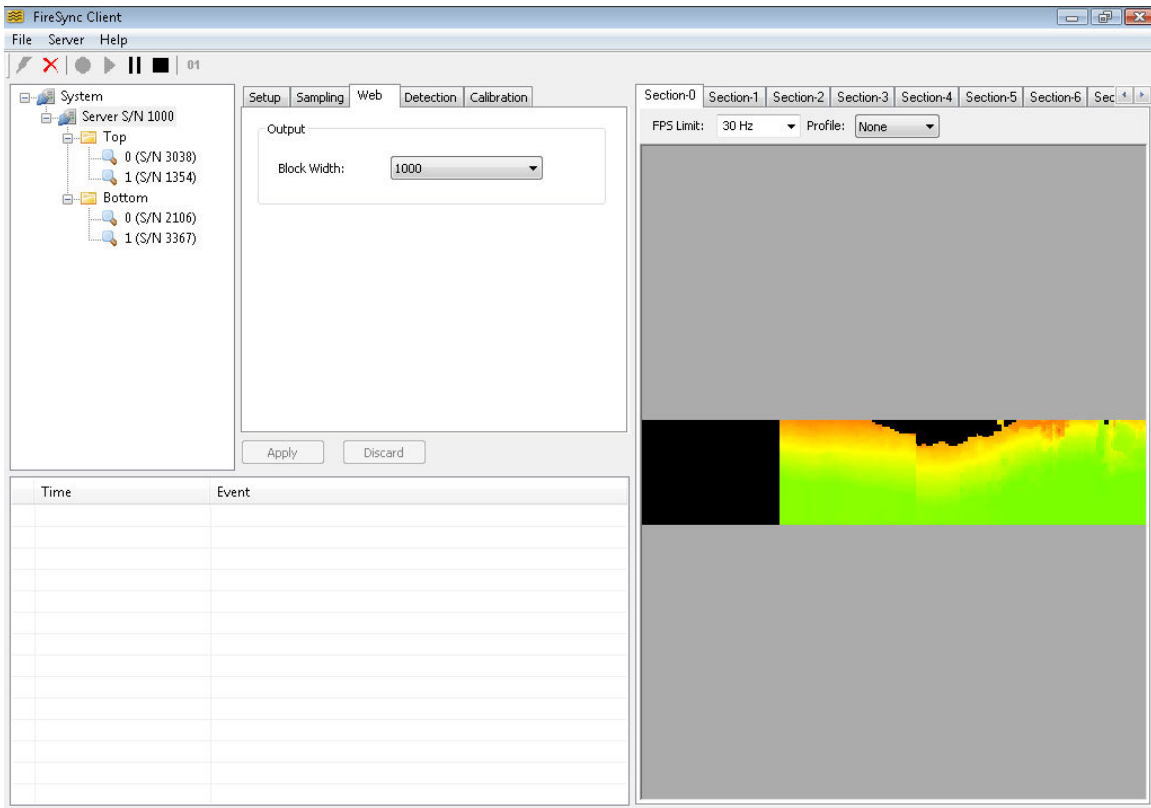 FireSync Client
File Server Help
01
System
Server S/N 1000
Top
0 (S/N 3038)
1 (S/N 1354)
Bottom
0 (S/N 2106)
1 (S/N 3367)
Setup Sampling Web Detection Calibration
Output
Block Width: 1000
Apply Discard
Section-0 Section-1 Section-2 Section-3 Section-4 Section-5 Section-6 Sec
FPS Limit: 30 Hz Profile: None
Time Event